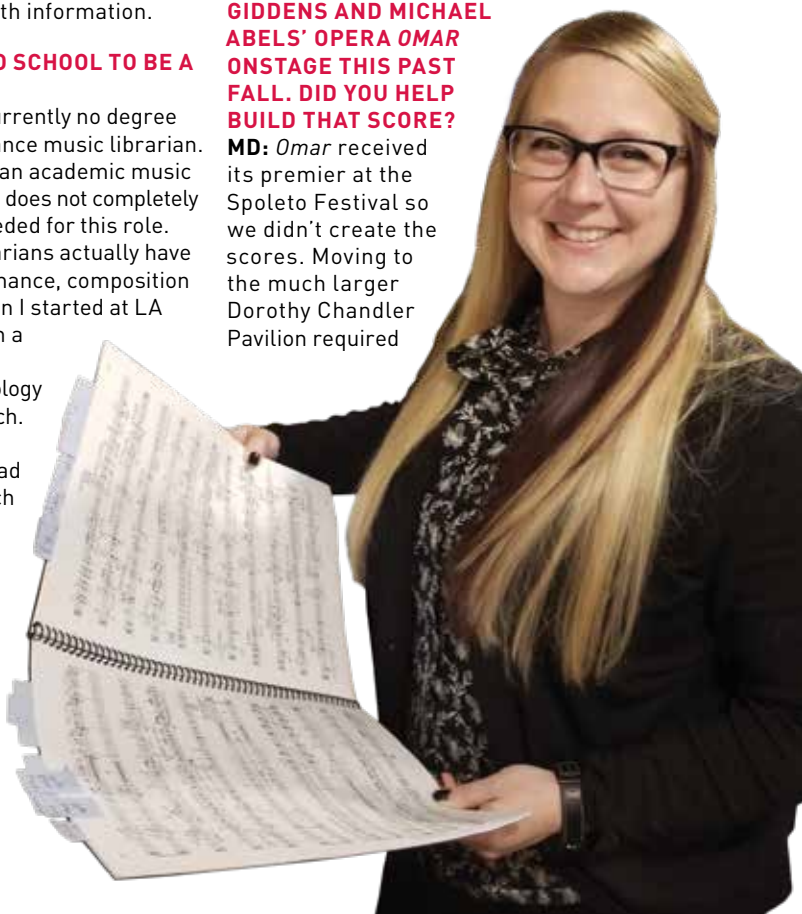 th information.
O SCHOOL TO BE A
urrently no degree
ance music librarian.
an academic music
does not completely
eded for this role.
arians actually have
mance, composition
n I started at LA
n a
ology
ch.
ad
ch
GIDDENS AND MICHAEL
ABELS’ OPERA OMAR
ONSTAGE THIS PAST
FALL. DID YOU HELP
BUILD THAT SCORE?
MD: Omar received
its premier at the
Spoleto Festival so
we didn’t create the
scores. Moving to
the much larger
Dorothy Chandler
Pavilion required